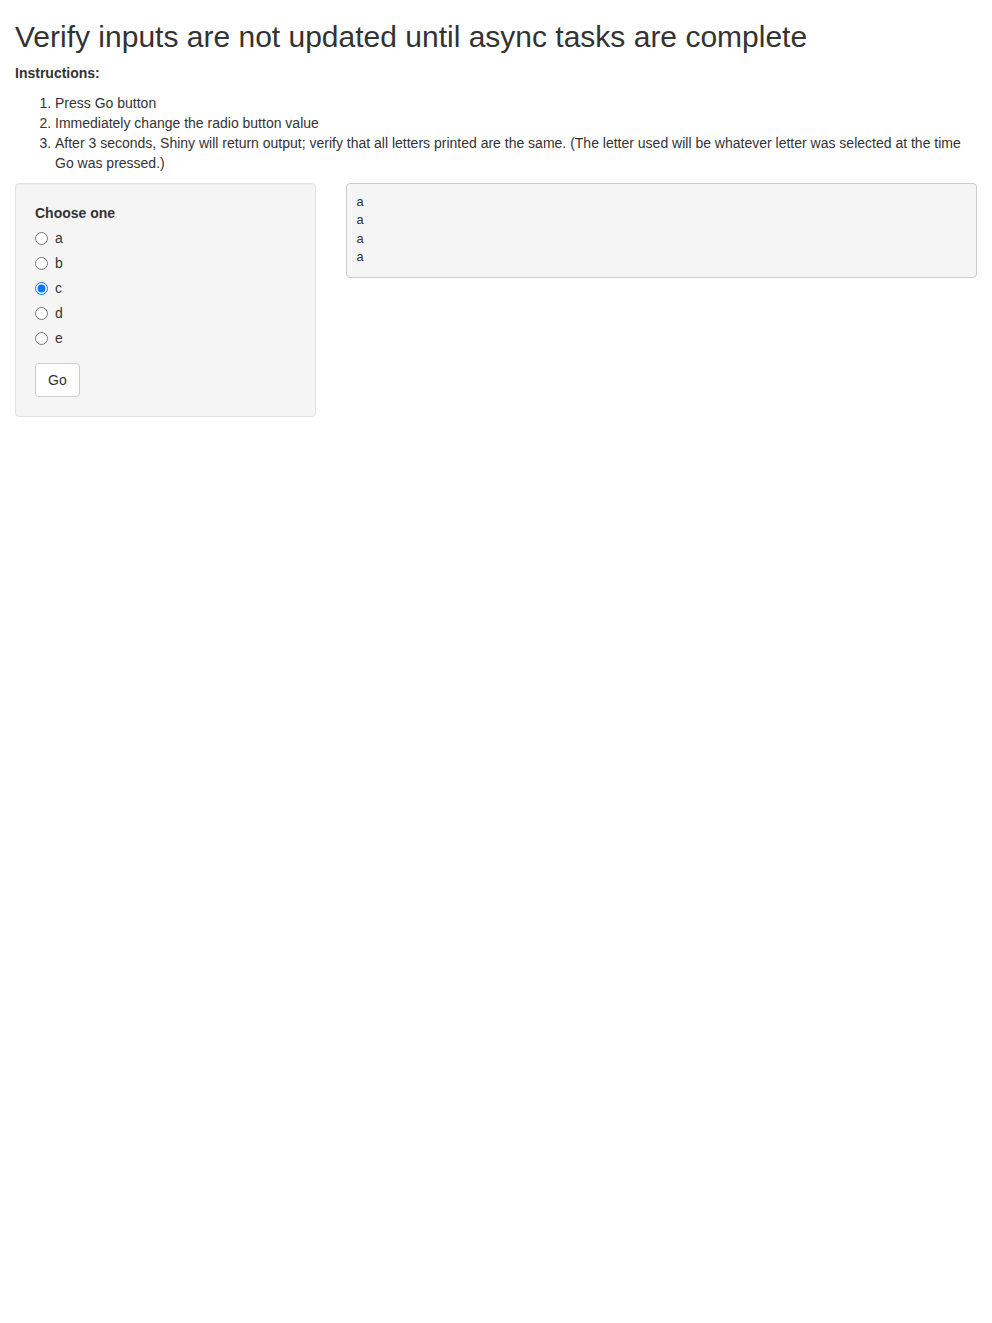 Verify inputs are not updated until async tasks are complete
Instructions:
1. Press Go button
2. Immediately change the radio button value
3. After 3 seconds, Shiny will return output; verify that all letters printed are the same. (The letter used will be whatever letter was selected at the time
Go was pressed.)
Choose one
a
b
c
d
e
Go
a
a
a
a